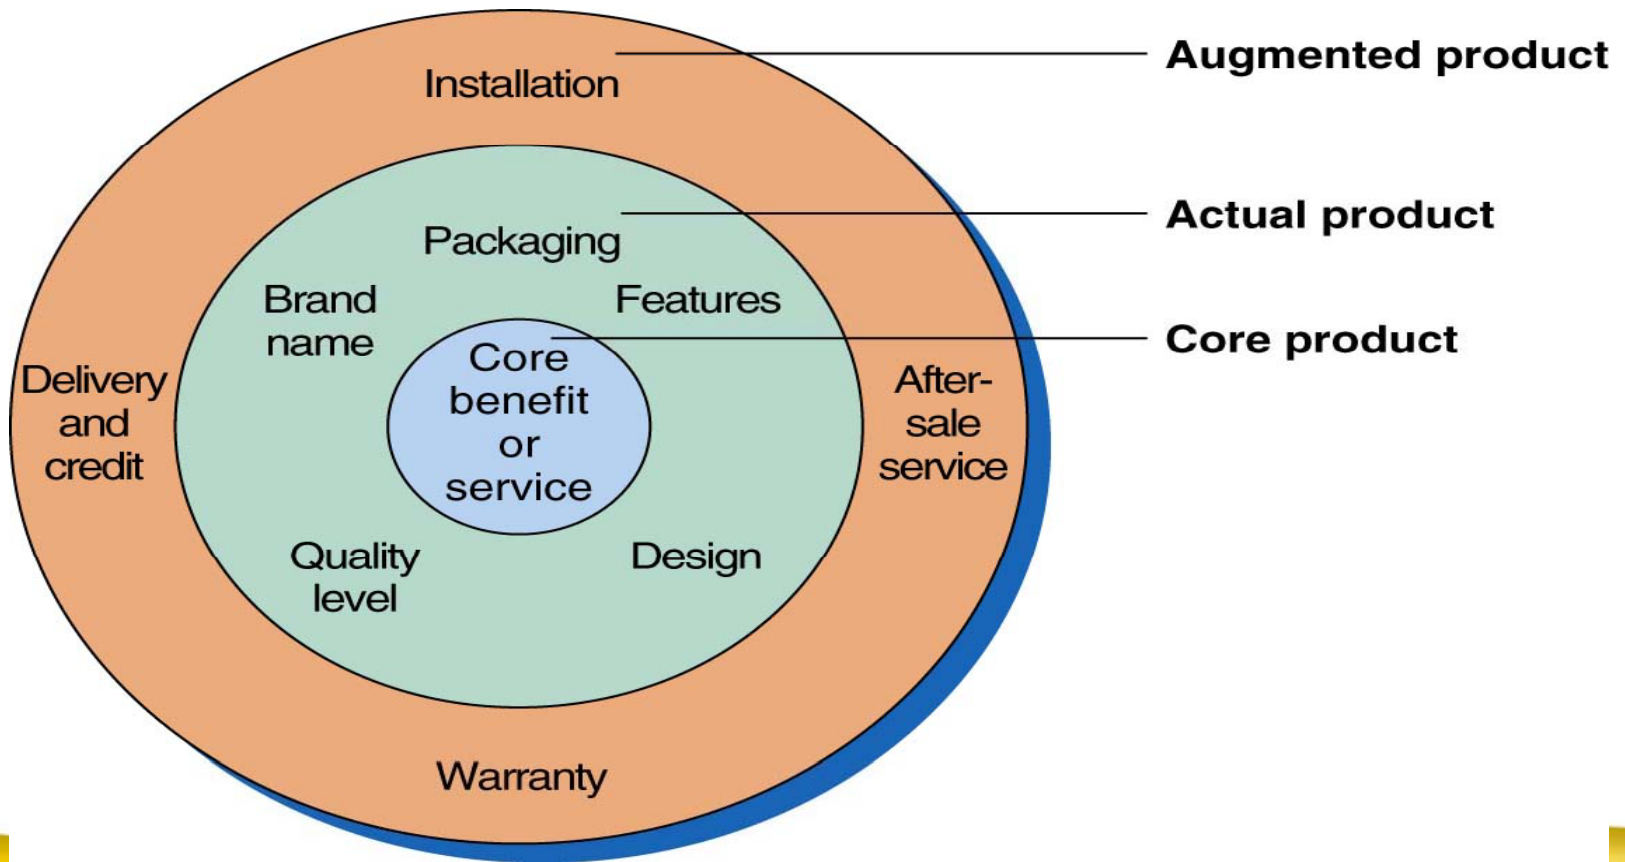 Augmented product
Installation
Actual product
Packaging
Brand
name
Features
Core product
Core
benefit
or
service
Delivery
and
credit
After-
sale
service
Quality
level
Design
Warranty